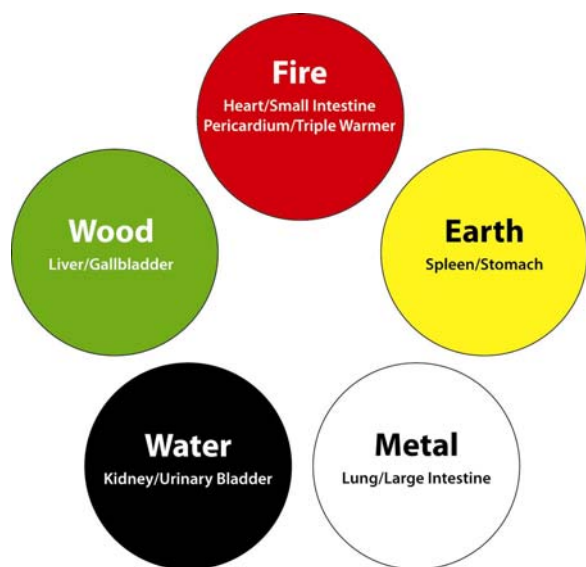 Fire
Heart/Small Intestine
Pericardium/Triple Warmer
Wood
Liver/Gallbladder
Earth
Spleen/Stomach
Water
Kidney/Urinary Bladder
Metal
Lung/Large Intestine